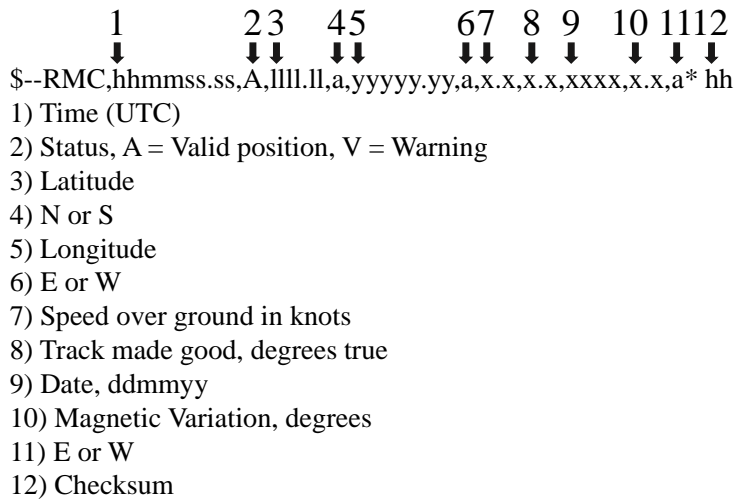 1 2 3 4 5 6 7 8 9 10 11 12
$--RMC,hhmmss.ss,A,llll.ll,a,yyyyy.yy,a,x.x,x.x,xxxx,x.x,a* hh
1) Time (UTC)
2) Status, A = Valid position, V = Warning
3) Latitude
4) N or S
5) Longitude
6) E or W
7) Speed over ground in knots
8) Track made good, degrees true
9) Date, ddmmyy
10) Magnetic Variation, degrees
11) E or W
12) Checksum